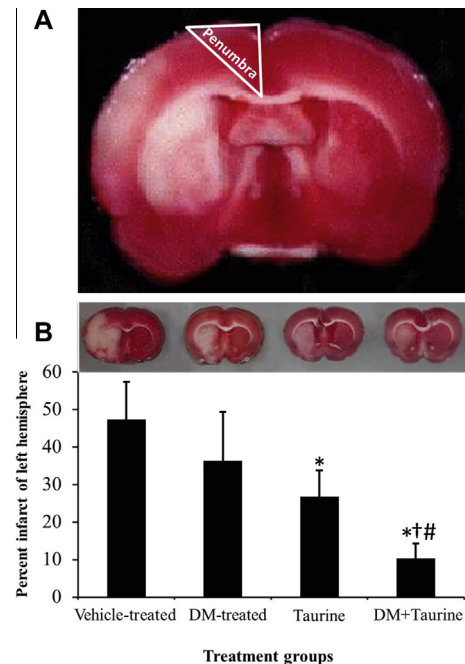 A
Penumbra
B
Percent infarct of left hemisphere
60
50
40
30
20
10
0
*
*†#
Vehicle-treated
DM-treated
Taurine
DM+Taurine
Treatment groups